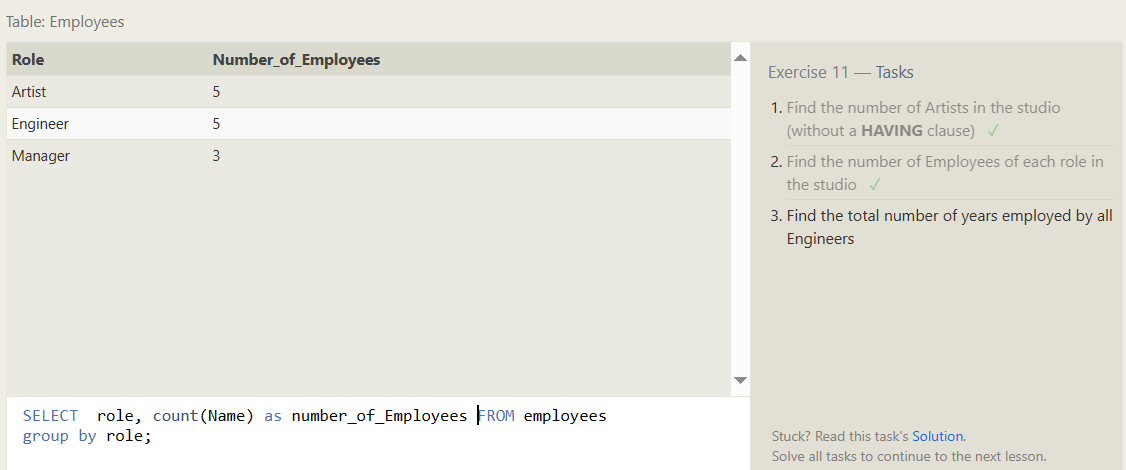 Table: Employees
Role Number_of_Employees
Artist 5
Engineer 5
Manager 3
SELECT  role, count(Name) as number_of_Employees FROM employees
group by role;
Exercise 11 — Tasks
1. Find the number of Artists in the studio
(without a HAVING clause) ✓
2. Find the number of Employees of each role in
the studio ✓
3. Find the total number of years employed by all
Engineers
Stuck? Read this task's Solution.
Solve all tasks to continue to the next lesson.